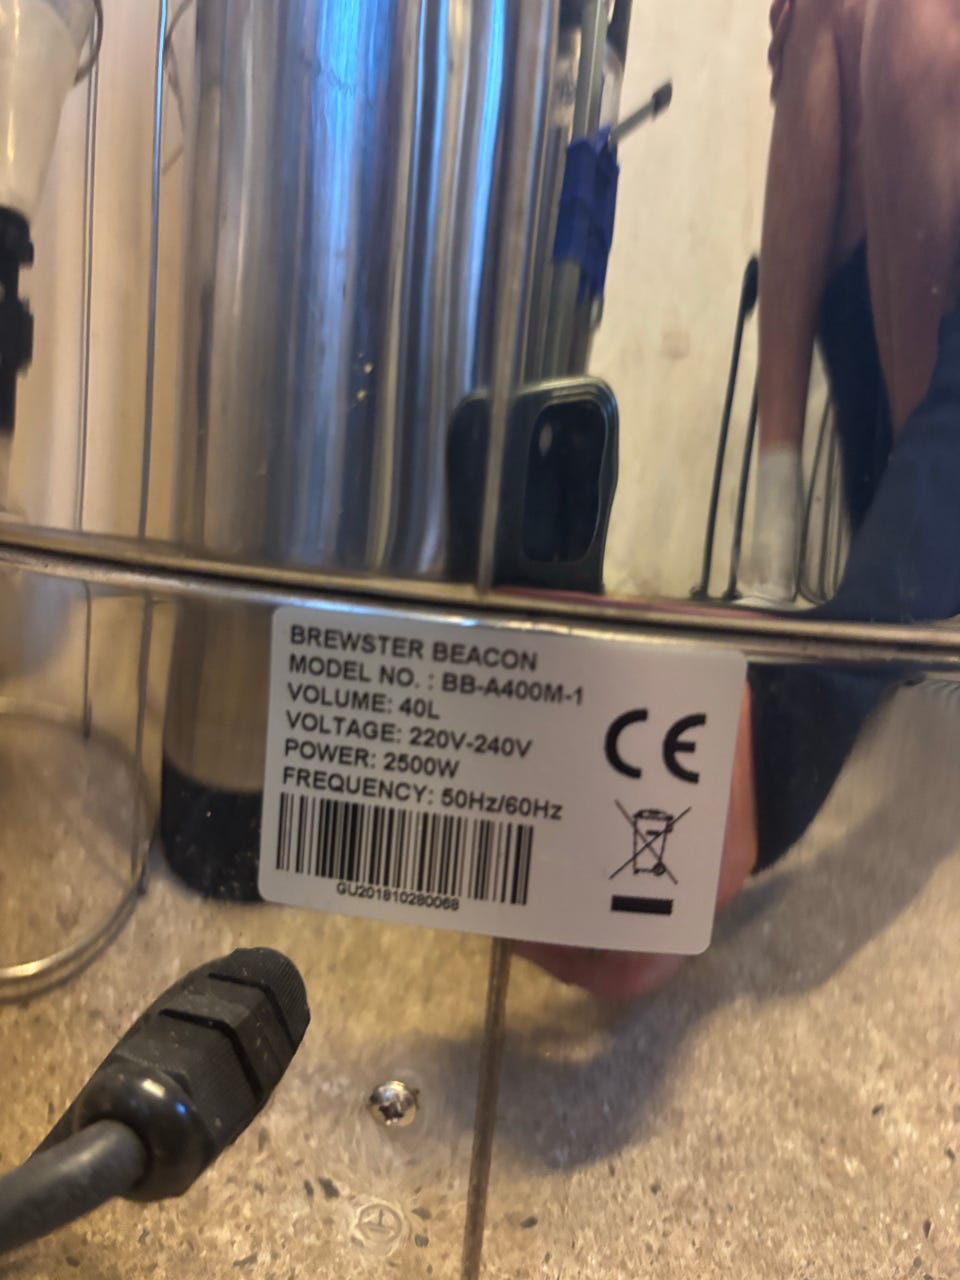 BREWSTER BEACON
MODEL NO. : BB-A400M-1
VOLUME: 40L
VOLTAGE: 220V-240V
POWER: 2500W
FREQUENCY: 50Hz/60Hz
GU201810280068
CE